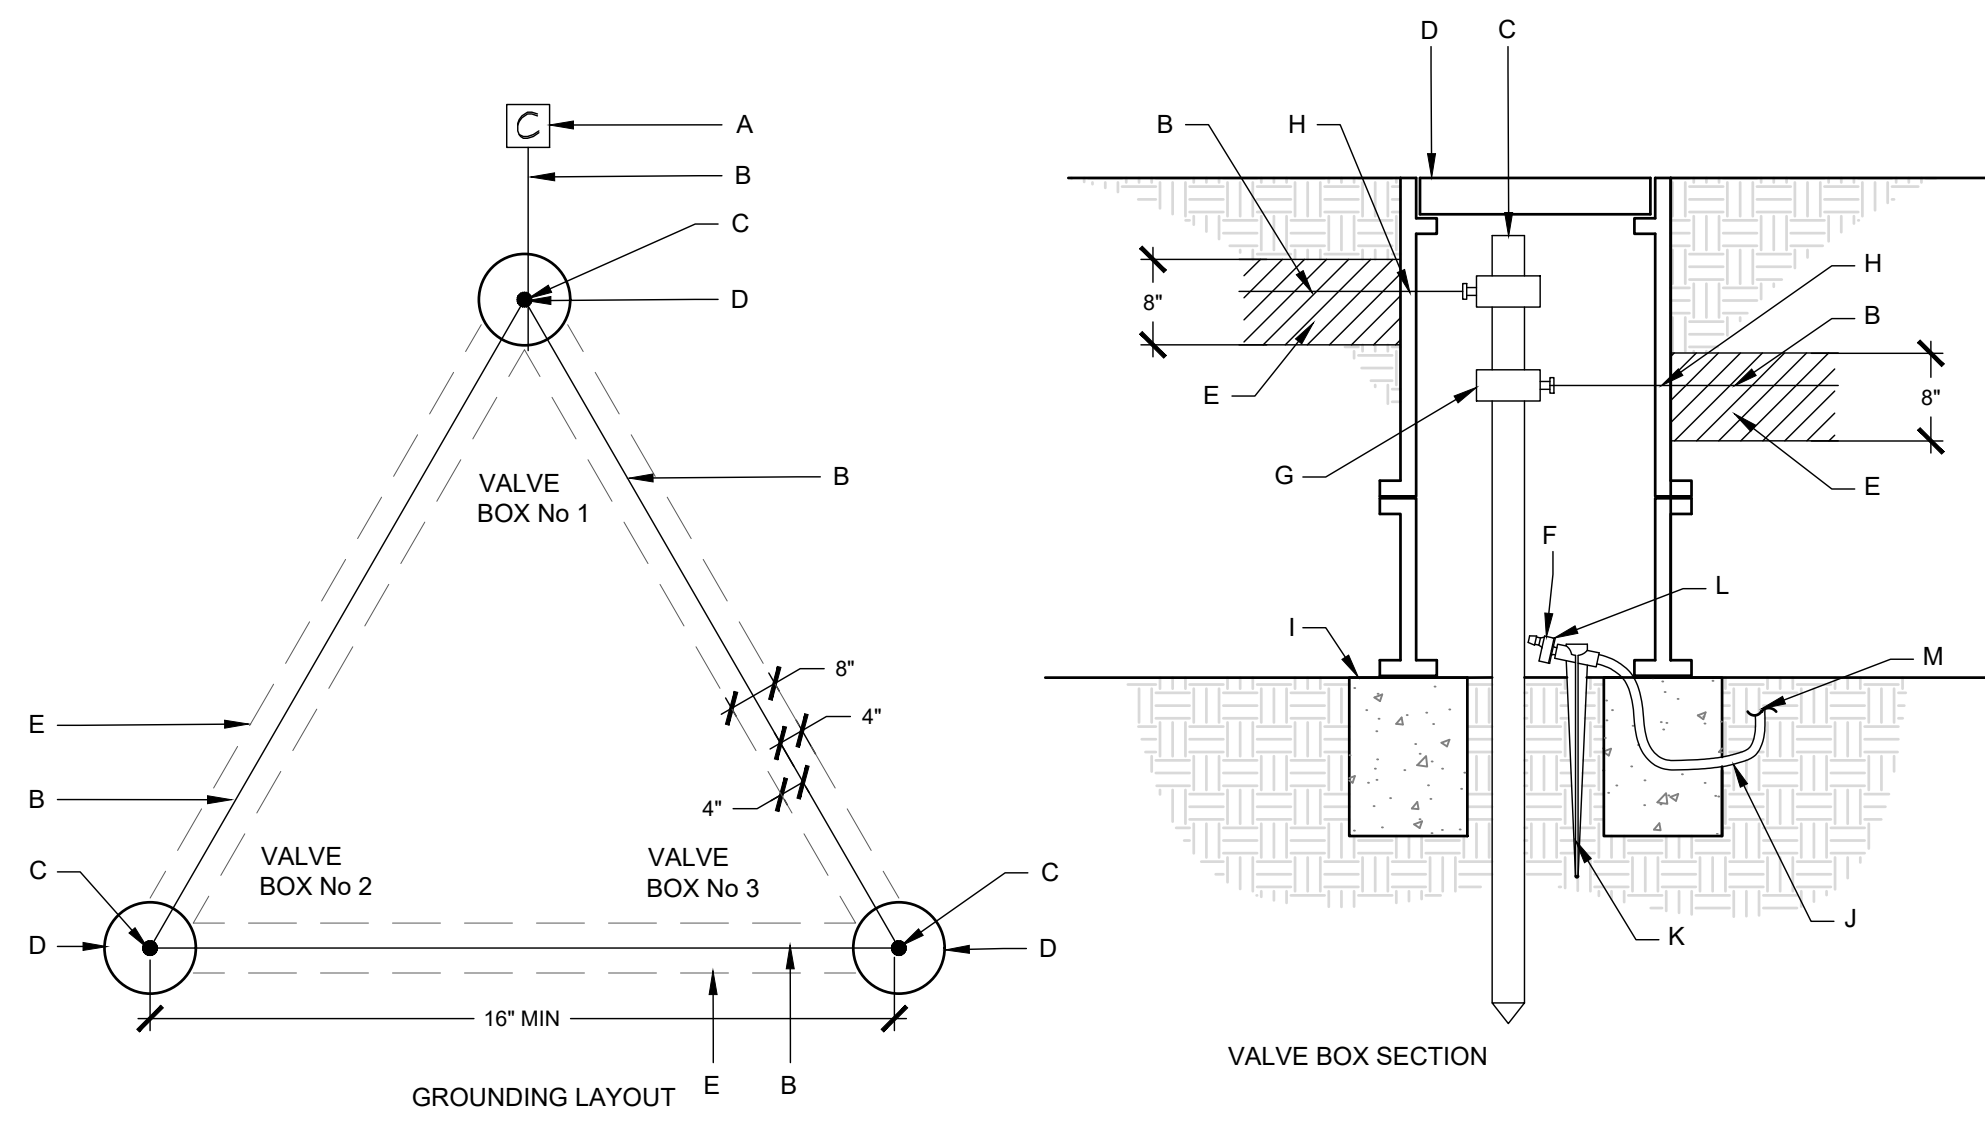 C
A
B
C
D
VALVE
BOX No 1
B
8"
4"
4"
E
B
VALVE
BOX No 2
VALVE
BOX No 3
C
C
D
D
16" MIN
E
B
GROUNDING LAYOUT
D
C
B
H
H
8"
B
E
8"
G
E
F
L
I
M
J
K
VALVE BOX SECTION